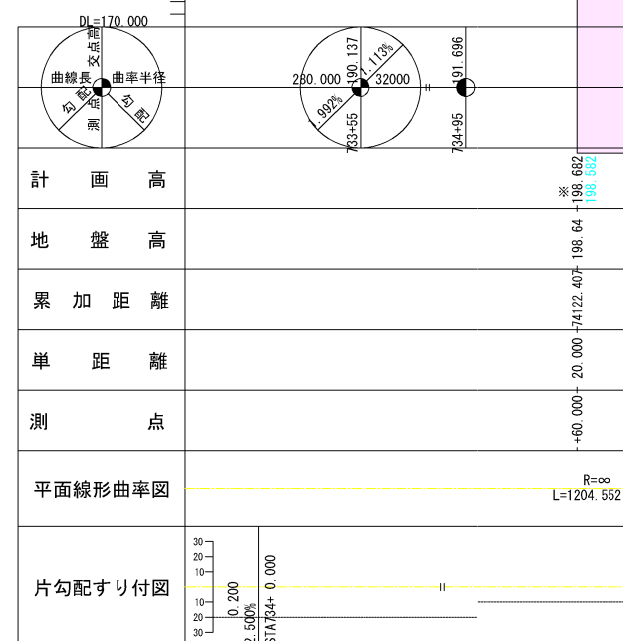 DL=170.000
交点高
曲線長
曲率半径
勾配
測点
勾配
190.137
1.113%
280.000
32000
1.992%
733+55
=
191.696
734+95
計画高
※
198.682
198.582
地盤高
198.64
累加距離
74122.407
単距離
20.000
測点
+60.000
平面線形曲率図
R=∞
L=1204.552
片勾配すり付図
30
20
10
10
20
30
0.200
2.500%
STA734+ 0.000
=